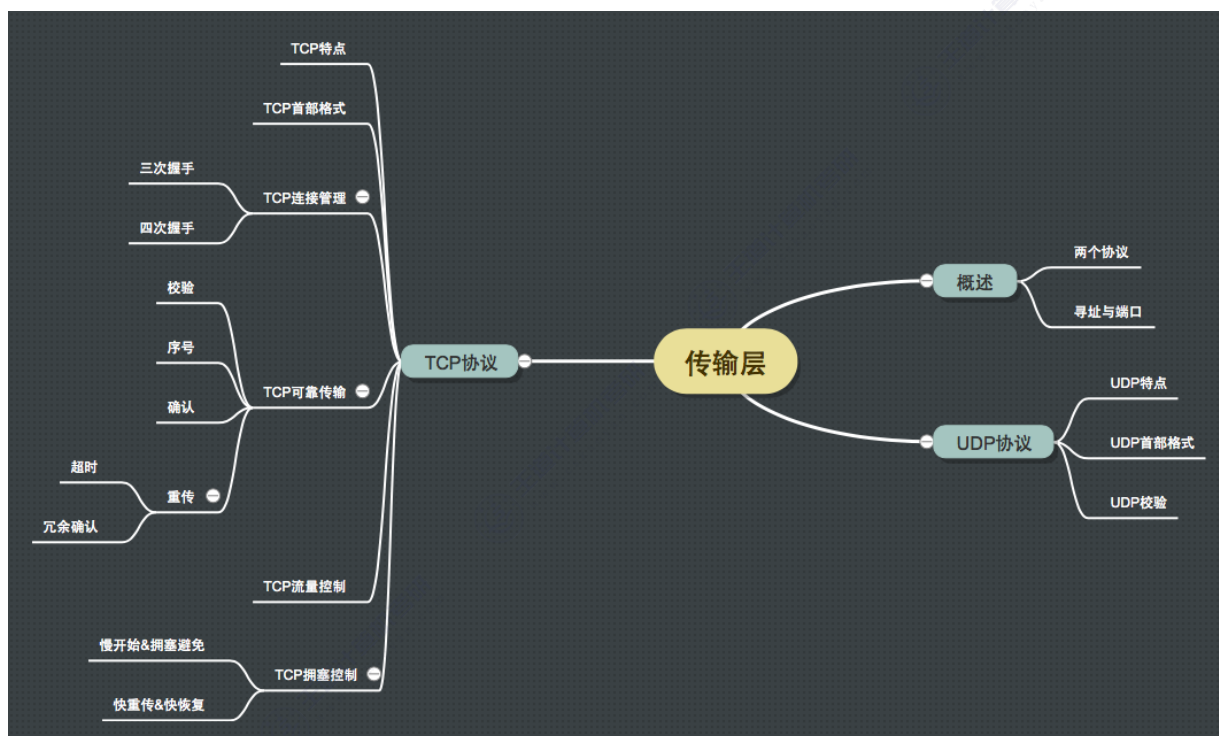 传输层
概述
两个协议
寻址与端口
UDP协议
UDP特点
UDP首部格式
UDP校验
TCP协议
TCP特点
TCP首部格式
TCP连接管理
三次握手
四次握手
TCP可靠传输
校验
序号
确认
重传
超时
冗余确认
TCP流量控制
TCP拥塞控制
慢开始&拥塞避免
快重传&快恢复